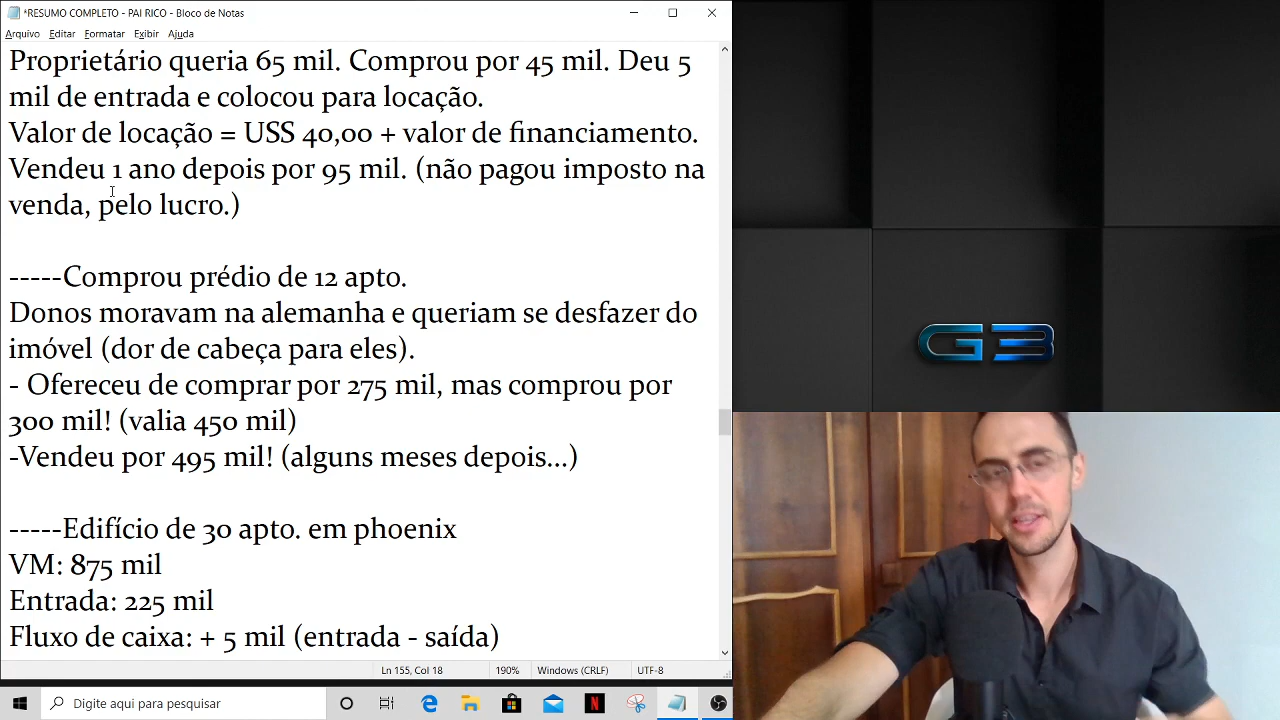 *RESUMO COMPLETO - PAI RICO - Bloco de Notas
Arquivo Editar Formatar Exibir Ajuda
Proprietário queria 65 mil. Comprou por 45 mil. Deu 5
mil de entrada e colocou para locação.
Valor de locação = USS 40,00 + valor de financiamento.
Vendeu 1 ano depois por 95 mil. (não pagou imposto na
venda, pelo lucro.)
-----Comprou prédio de 12 apto.
Donos moravam na alemanha e queriam se desfazer do
imóvel (dor de cabeça para eles).
- Ofereceu de comprar por 275 mil, mas comprou por
300 mil! (valia 450 mil)
-Vendeu por 495 mil! (alguns meses depois...)
-----Edifício de 30 apto. em phoenix
VM: 875 mil
Entrada: 225 mil
Fluxo de caixa: + 5 mil (entrada - saída)
Ln 155, Col 18 190% Windows (CRLF) UTF-8
Digite aqui para pesquisar
N
G3